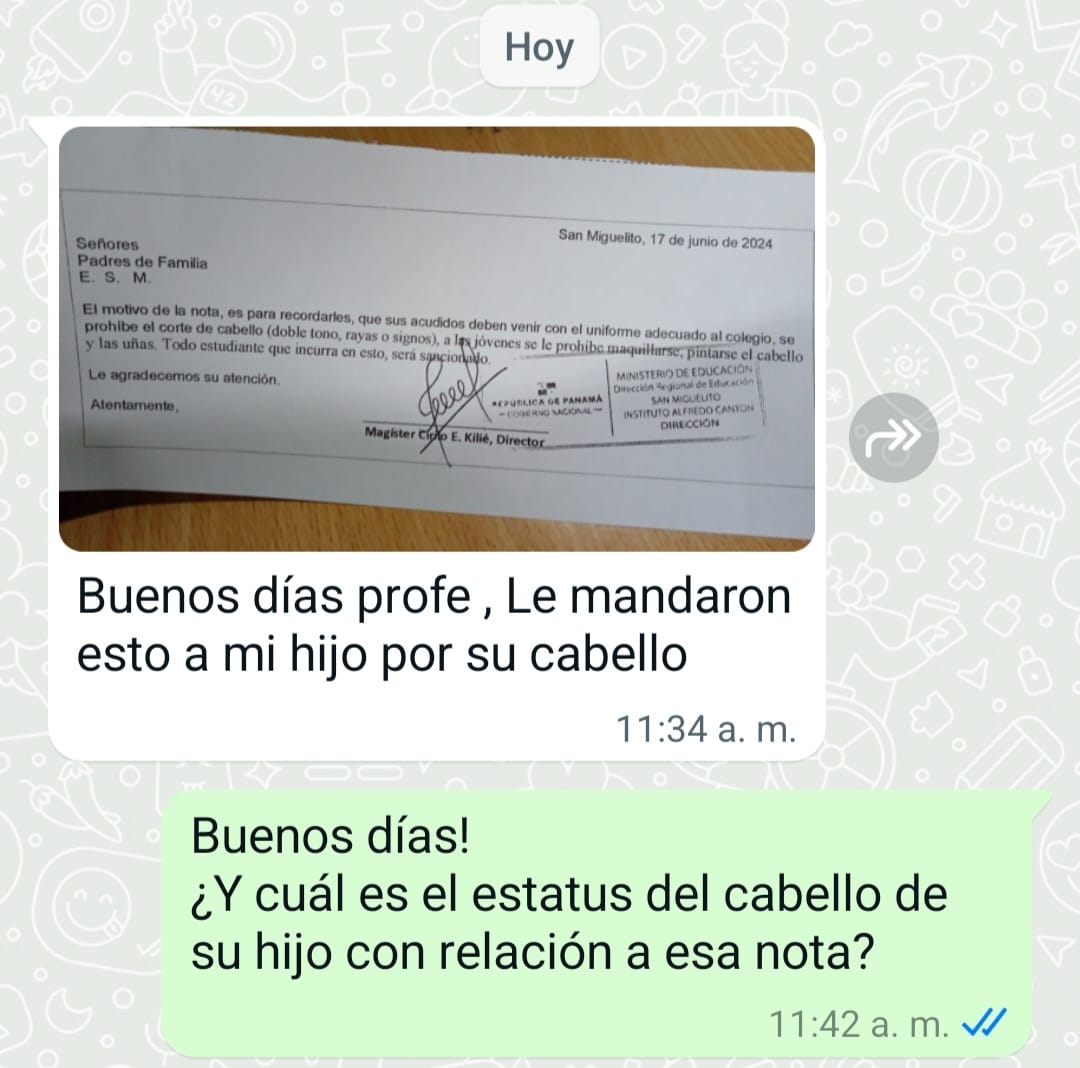 Hoy
San Miguelito, 17 de junio de 2024
Señores
Padres de Familia
E. S. M.
El motivo de la nota, es para recordarles, que sus acudidos deben venir con el uniforme adecuado al colegio, se
prohibe el corte de cabello (doble tono, rayas o signos), a las jóvenes se le prohibe maquillarse, pintarse el cabello
y las uñas. Todo estudiante que incurra en esto, será sancionado.
Le agradecemos su atención.
Atentamente,
REPÚBLICA DE PANAMÁ
— GOBIERNO NACIONAL —
MINISTERIO DE EDUCACIÓN
Dirección Regional de Educación
SAN MIGUELITO
INSTITUTO ALFREDO CANTON
DIRECCIÓN
Magíster Cirilo E. Kilié, Director
Buenos días profe , Le mandaron
esto a mi hijo por su cabello
11:34 a. m.
Buenos días!
¿Y cuál es el estatus del cabello de
su hijo con relación a esa nota?
11:42 a. m.